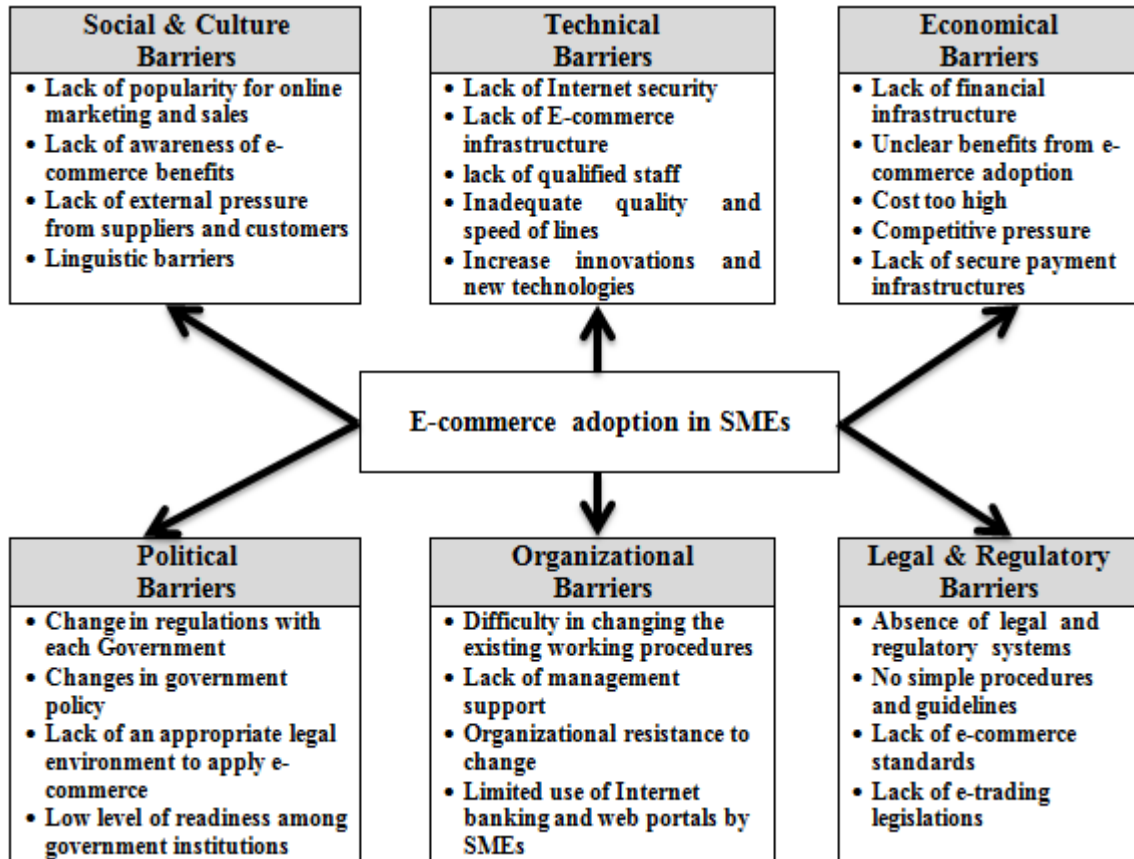 Social & Culture
Barriers
• Lack of popularity for online
marketing and sales
• Lack of awareness of e-
commerce benefits
• Lack of external pressure
from suppliers and customers
• Linguistic barriers
Technical
Barriers
• Lack of Internet security
• Lack of E-commerce
infrastructure
• lack of qualified staff
• Inadequate quality and
speed of lines
• Increase innovations and
new technologies
Economical
Barriers
• Lack of financial
infrastructure
• Unclear benefits from e-
commerce adoption
• Cost too high
• Competitive pressure
• Lack of secure payment
infrastructures
E-commerce adoption in SMEs
Political
Barriers
• Change in regulations with
each Government
• Changes in government
policy
• Lack of an appropriate legal
environment to apply e-
commerce
• Low level of readiness among
government institutions
Organizational
Barriers
• Difficulty in changing the
existing working procedures
• Lack of management
support
• Organizational resistance to
change
• Limited use of Internet
banking and web portals by
SMEs
Legal & Regulatory
Barriers
• Absence of legal and
regulatory systems
• No simple procedures
and guidelines
• Lack of e-commerce
standards
• Lack of e-trading
legislations